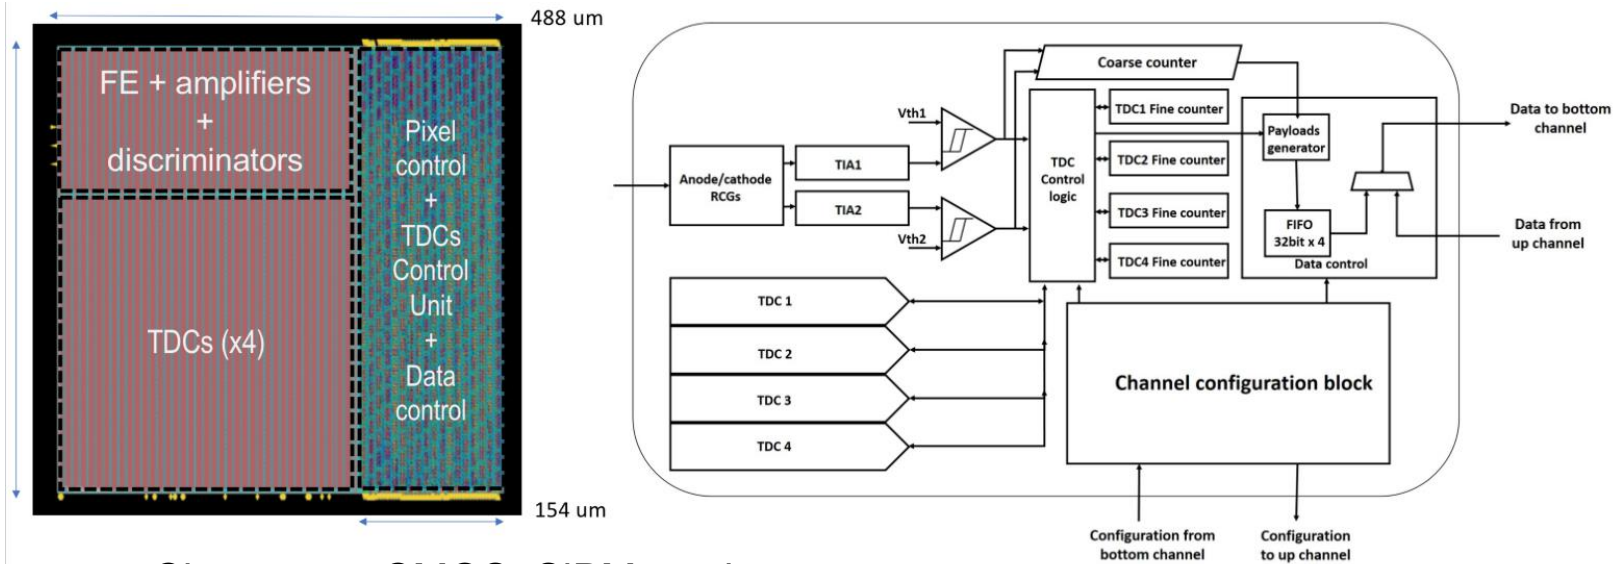 488 um
FE + amplifiers
+
discriminators
TDCs (x4)
Pixel
control
+
TDCs
Control
Unit
+
Data
control
154 um
Coarse counter
Vth1
Vth2
Anode/cathode
RCGs
TIA1
TIA2
TDC
Control
logic
TDC1 Fine counter
TDC2 Fine counter
TDC3 Fine counter
TDC4 Fine counter
Payloads
generator
FIFO
32bit x 4
Data control
Data to bottom
channel
Data from
up channel
TDC 1
TDC 2
TDC 3
TDC 4
Channel configuration block
Configuration from
bottom channel
Configuration
to up channel